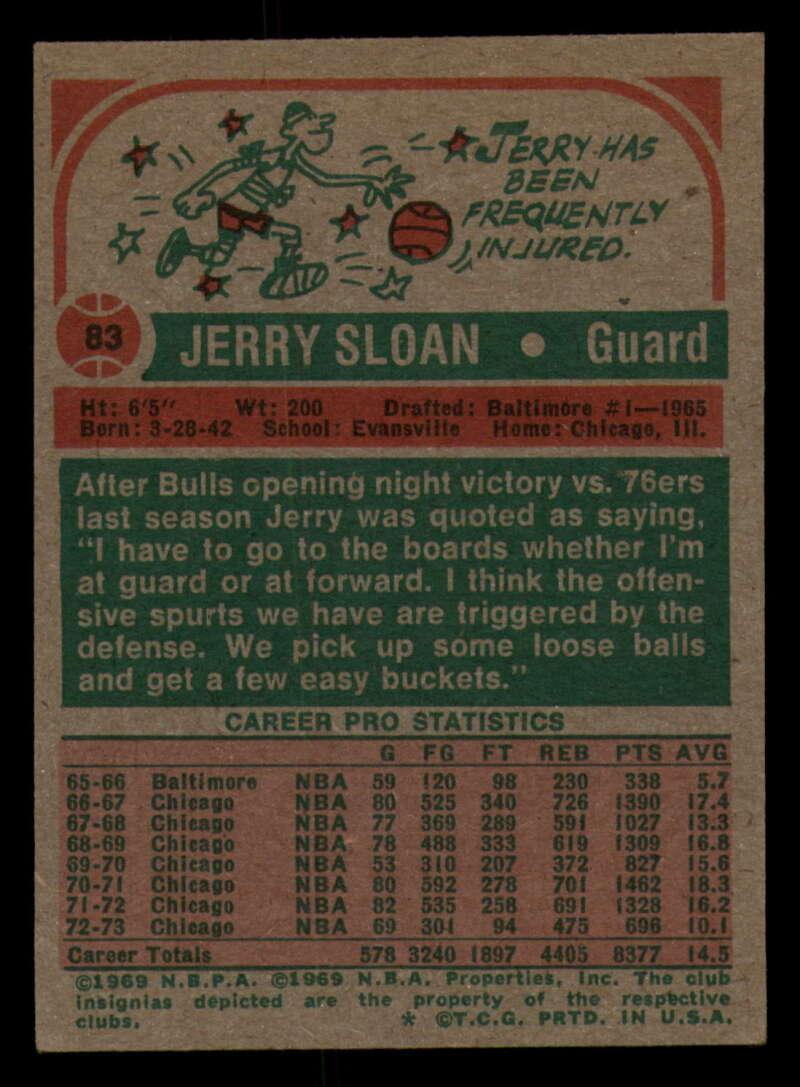 JERRY HAS
BEEN
FREQUENTLY
INJURED.
83 JERRY SLOAN • Guard
Ht: 6'5" Wt: 200 Drafted: Baltimore #1—1965
Born: 3-28-42 School: Evansville Home: Chicago, Ill.
After Bulls opening night victory vs. 76ers
last season Jerry was quoted as saying,
"I have to go to the boards whether I'm
at guard or at forward. I think the offen-
sive spurts we have are triggered by the
defense. We pick up some loose balls
and get a few easy buckets."
CAREER PRO STATISTICS
G FG FT REB PTS AVG
65-66 Baltimore NBA 59 120 98 230 338 5.7
66-67 Chicago NBA 80 525 340 726 1390 17.4
67-68 Chicago NBA 77 369 289 591 1027 13.3
68-69 Chicago NBA 78 488 333 619 1309 16.8
69-70 Chicago NBA 53 310 207 372 827 15.6
70-71 Chicago NBA 80 592 278 701 1462 18.3
71-72 Chicago NBA 82 535 258 691 1328 16.2
72-73 Chicago NBA 69 301 94 475 696 10.1
Career Totals 578 3240 1897 4405 8377 14.5
©1969 N.B.P.A. ©1969 N.B.A. Properties, Inc. The club
insignias depicted are the property of the respective
clubs. * ©T.C.G. PRTD. IN U.S.A.